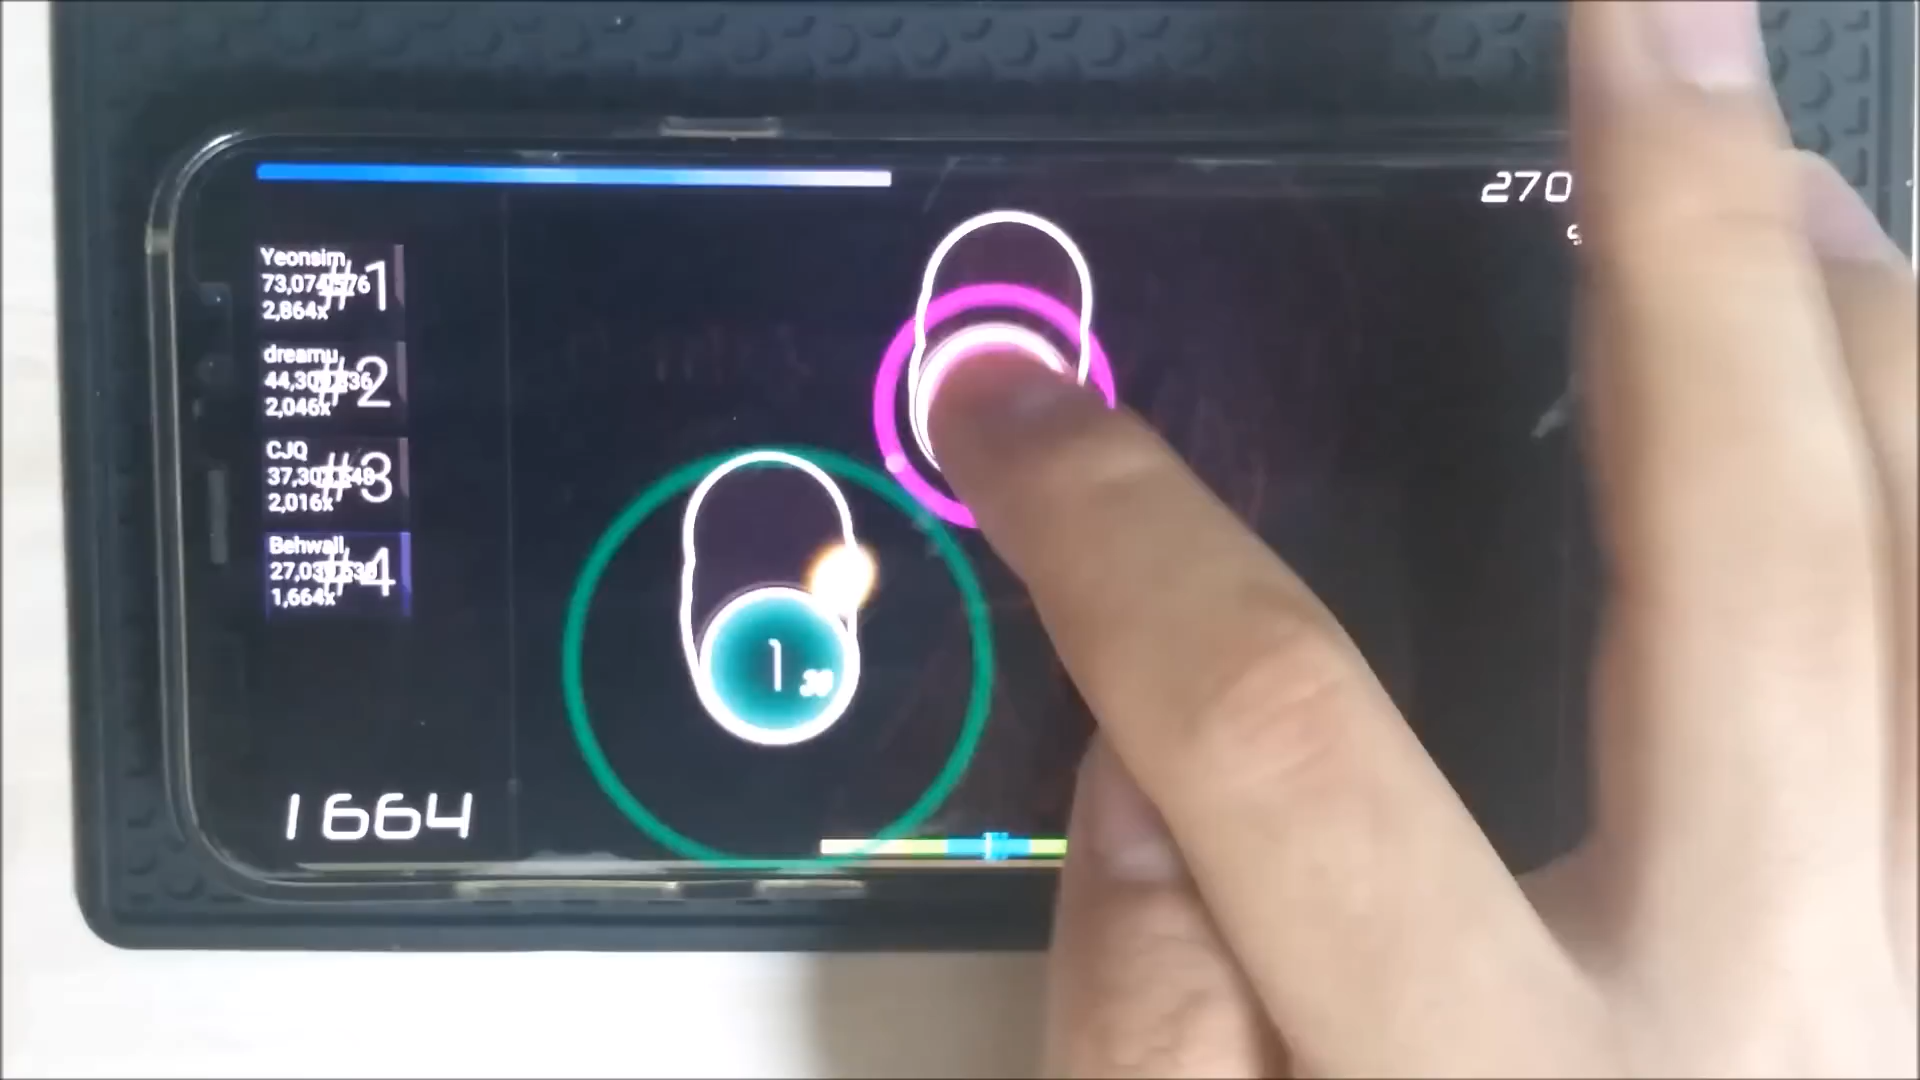 270
Yeonsim
#1
2,864x
dreamu
#2
2,046x
CJQ
#3
2,016x
Behwall
#4
1,664x
1
30
1664